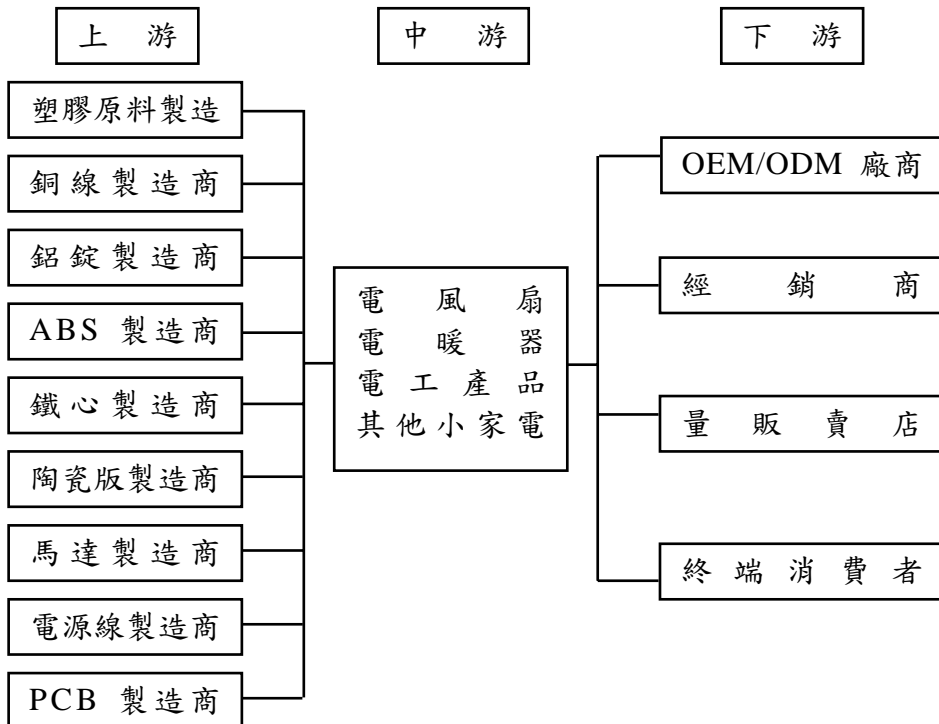 上游
中游
下游
塑膠原料製造
銅線製造商
鋁錠製造商
ABS 製造商
鐵心製造商
陶瓷版製造商
馬達製造商
電源線製造商
PCB 製造商
電風扇
電暖器
電工產品
其他小家電
OEM/ODM 廠商
經銷商
量販賣店
終端消費者